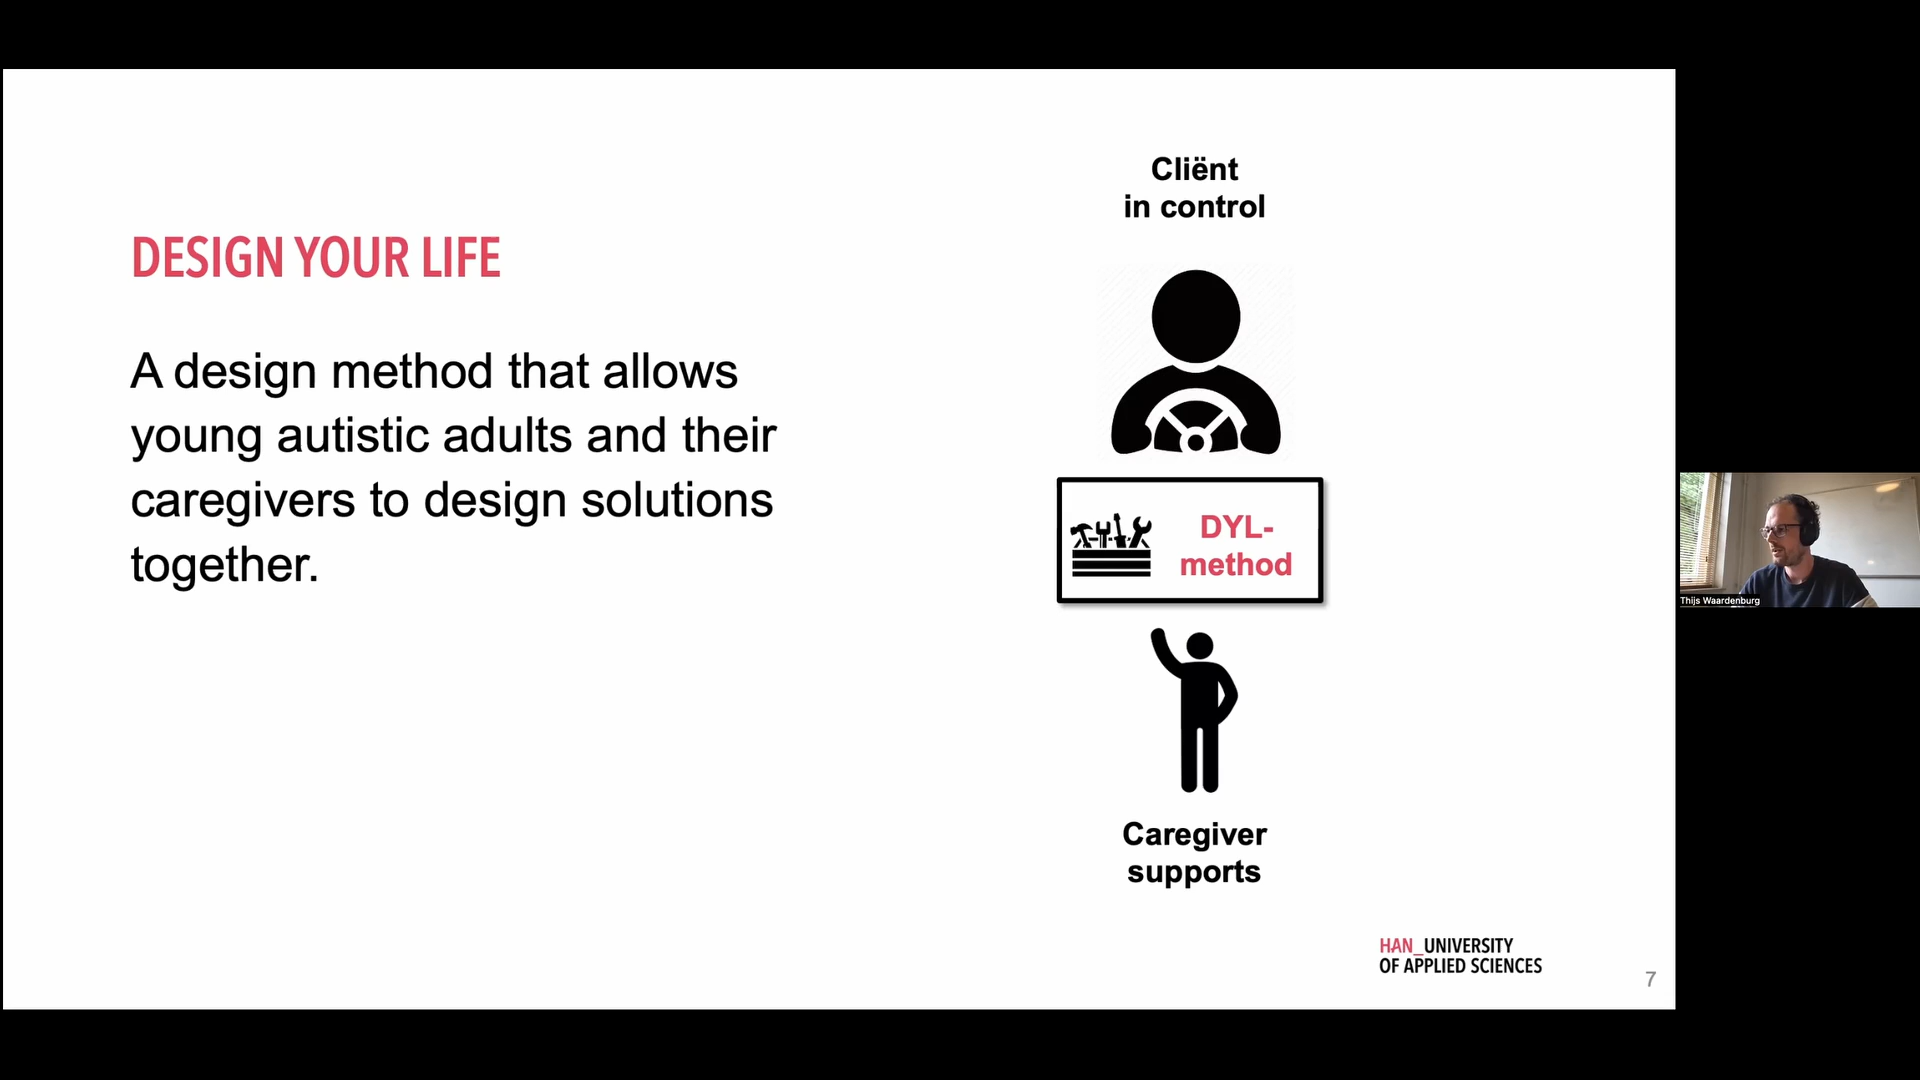 DESIGN YOUR LIFE
A design method that allows
young autistic adults and their
caregivers to design solutions
together.
Cliënt
in control
DYL-
method
Caregiver
supports
HAN_UNIVERSITY
OF APPLIED SCIENCES
7
Thijs Waardenburg